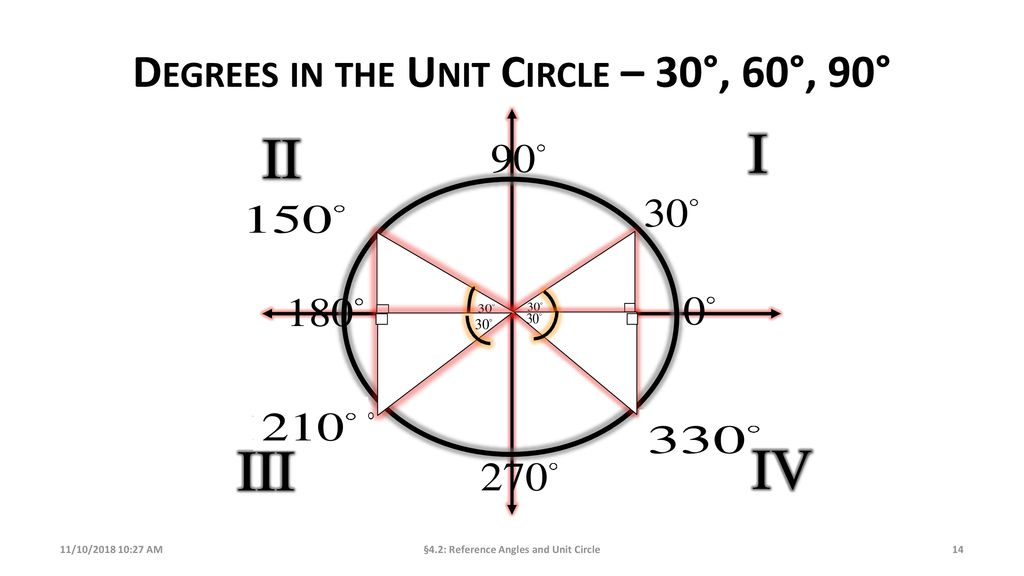 DEGREES IN THE UNIT CIRCLE – 30°, 60°, 90°
II
90°
I
150°
30°
180°
30°
30°
30°
30°
0°
210° °
330°
III
270°
IV
11/10/2018 10:27 AM
§4.2: Reference Angles and Unit Circle
14